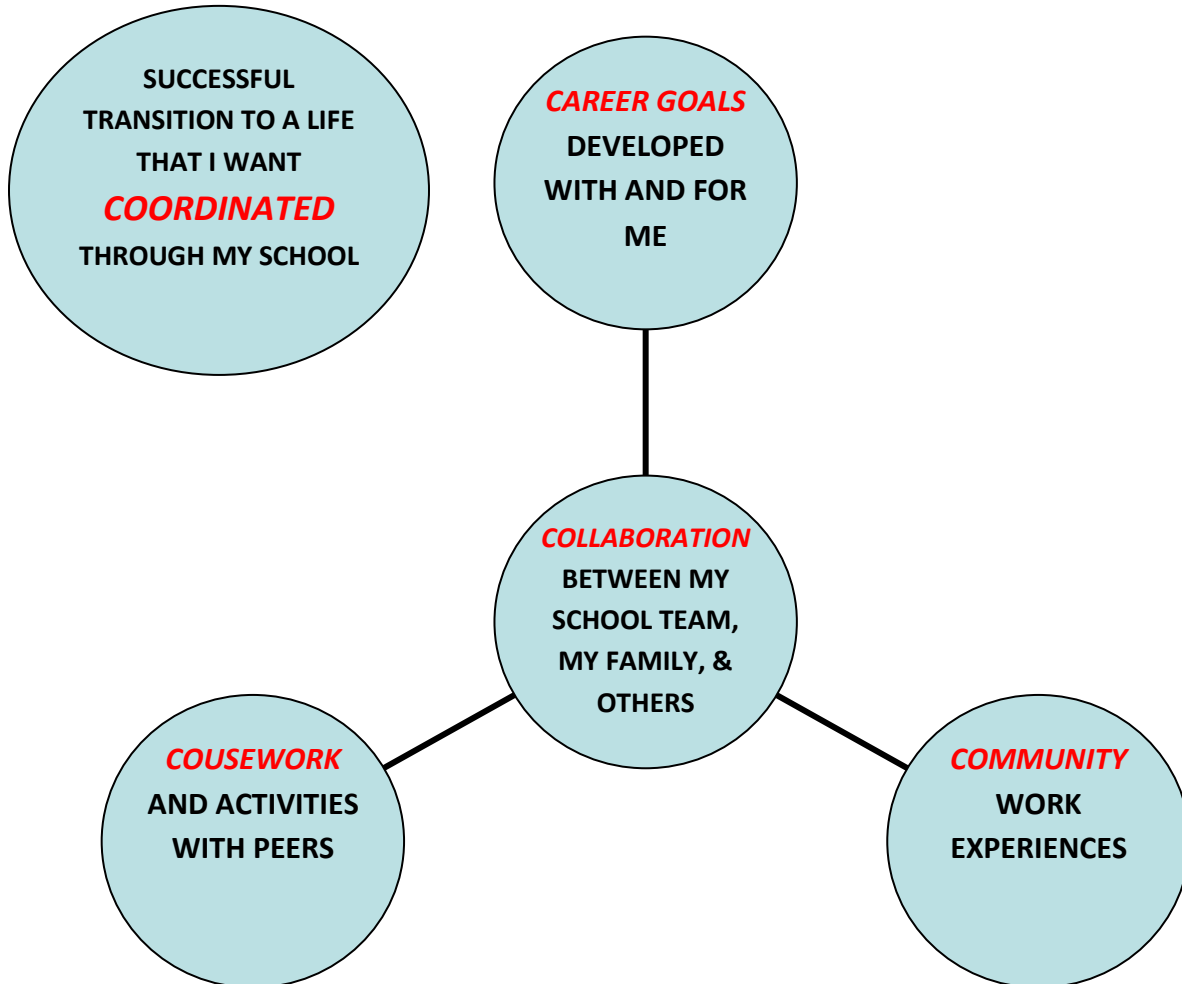 SUCCESSFUL
TRANSITION TO A LIFE
THAT I WANT
COORDINATED
THROUGH MY SCHOOL
CAREER GOALS
DEVELOPED
WITH AND FOR
ME
COLLABORATION
BETWEEN MY
SCHOOL TEAM,
MY FAMILY, &
OTHERS
COUSEWORK
AND ACTIVITIES
WITH PEERS
COMMUNITY
WORK
EXPERIENCES